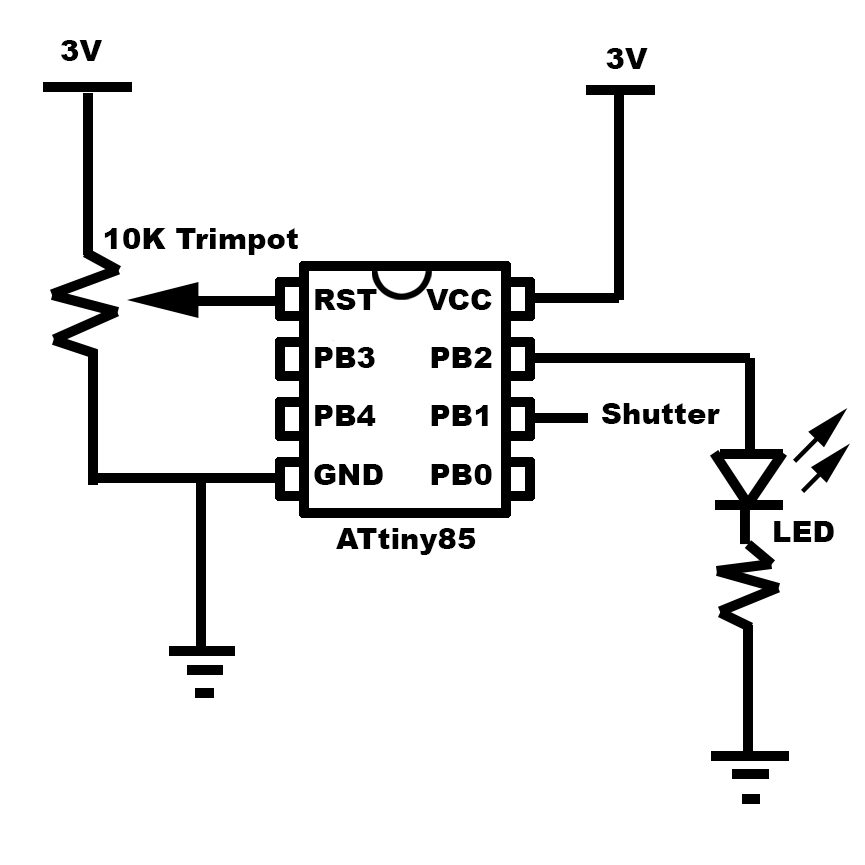 3V
3V
10K Trimpot
RST
VCC
PB3
PB2
PB4
PB1
Shutter
GND
PB0
ATtiny85
LED